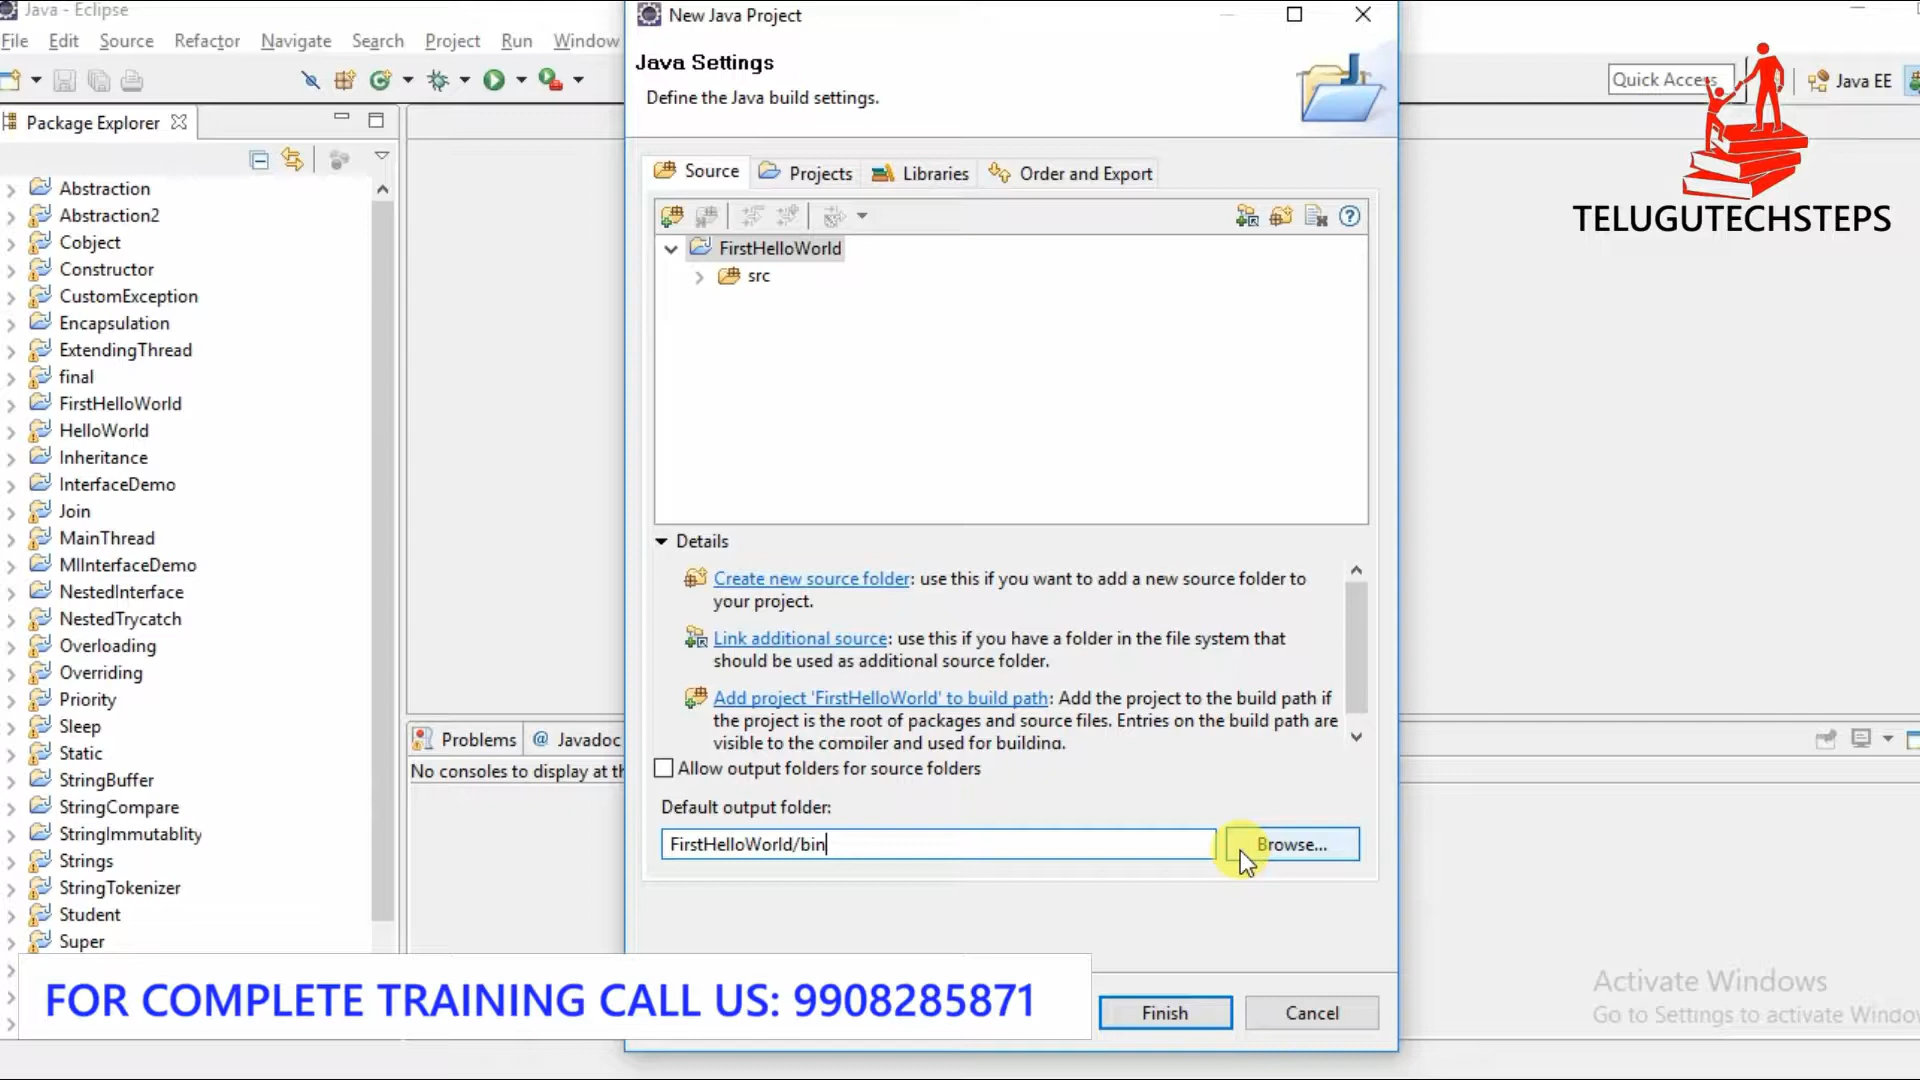 Java - Eclipse
File Edit Source Refactor Navigate Search Project Run Window
Quick Access
Java EE
Package Explorer
Abstraction
Abstraction2
Cobject
Constructor
CustomException
Encapsulation
ExtendingThread
final
FirstHelloWorld
HelloWorld
Inheritance
InterfaceDemo
Join
MainThread
MIInterfaceDemo
NestedInterface
NestedTrycatch
Overloading
Overriding
Priority
Sleep
Static
StringBuffer
StringCompare
StringImmutablity
Strings
StringTokenizer
Student
Super
New Java Project
Java Settings
Define the Java build settings.
Source Projects Libraries Order and Export
FirstHelloWorld
src
Details
Create new source folder: use this if you want to add a new source folder to
your project.
Link additional source: use this if you have a folder in the file system that
should be used as additional source folder.
Add project 'FirstHelloWorld' to build path: Add the project to the build path if
the project is the root of packages and source files. Entries on the build path are
visible to the compiler and used for building.
Allow output folders for source folders
Default output folder:
FirstHelloWorld/bin
Browse...
Finish
Cancel
Problems @ Javadoc
No consoles to display at th
TELUGUTECHSTEPS
FOR COMPLETE TRAINING CALL US: 9908285871
Activate Windows
Go to Settings to activate Windo